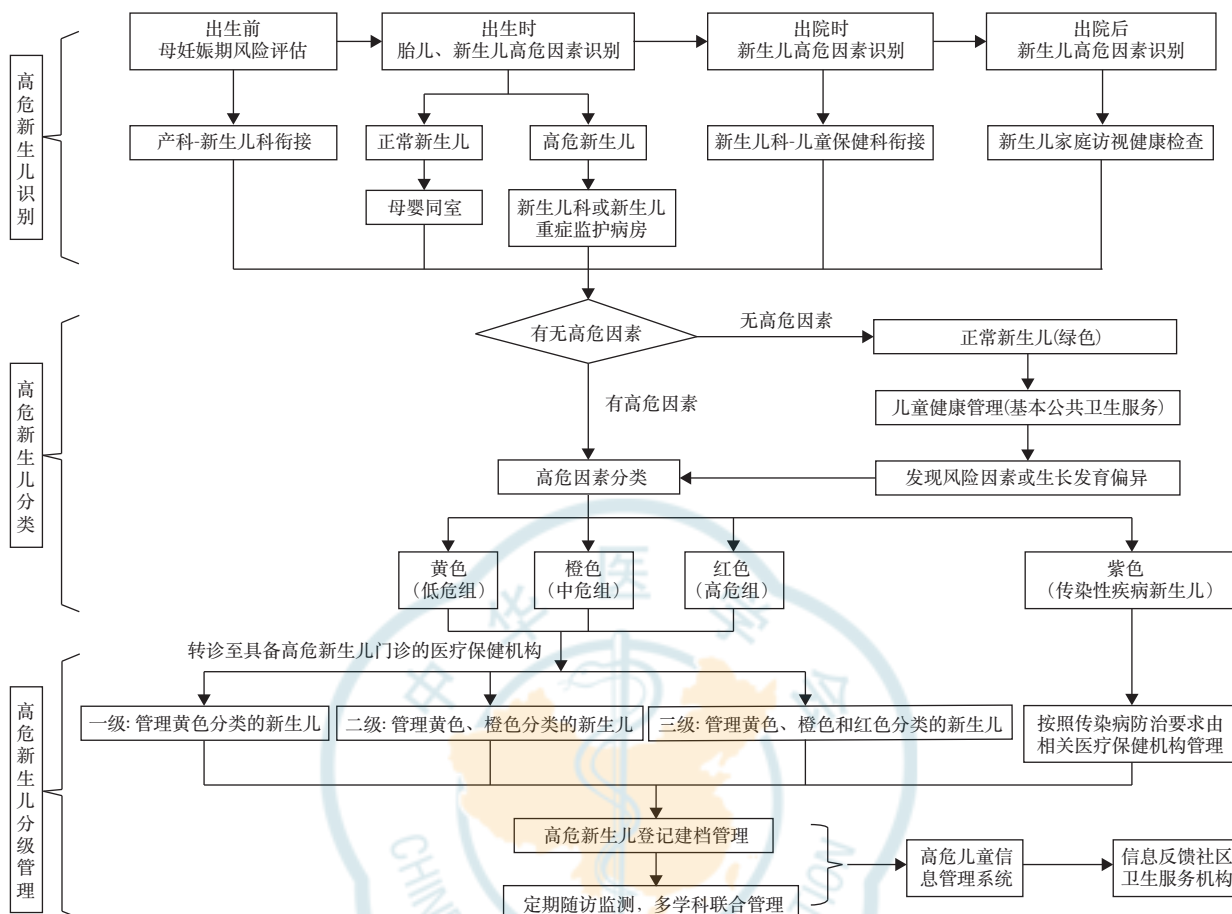 高危新生儿识别
出生前
母妊娠期风险评估
出生时
胎儿、新生儿高危因素识别
出院时
新生儿高危因素识别
出院后
新生儿高危因素识别
产科-新生儿科衔接
正常新生儿
高危新生儿
新生儿科-儿童保健科衔接
新生儿家庭访视健康检查
母婴同室
新生儿科或新生儿
重症监护病房
高危新生儿分类
有无高危因素
无高危因素
正常新生儿(绿色)
有高危因素
儿童健康管理(基本公共卫生服务)
高危因素分类
发现风险因素或生长发育偏异
黄色
(低危组)
橙色
(中危组)
红色
(高危组)
紫色
(传染性疾病新生儿)
高危新生儿分级管理
转诊至具备高危新生儿门诊的医疗保健机构
一级: 管理黄色分类的新生儿
二级: 管理黄色、橙色分类的新生儿
三级: 管理黄色、橙色和红色分类的新生儿
按照传染病防治要求由
相关医疗保健机构管理
高危新生儿登记建档管理
定期随访监测，多学科联合管理
高危儿童信
息管理系统
信息反馈社区
卫生服务机构
中华医学会